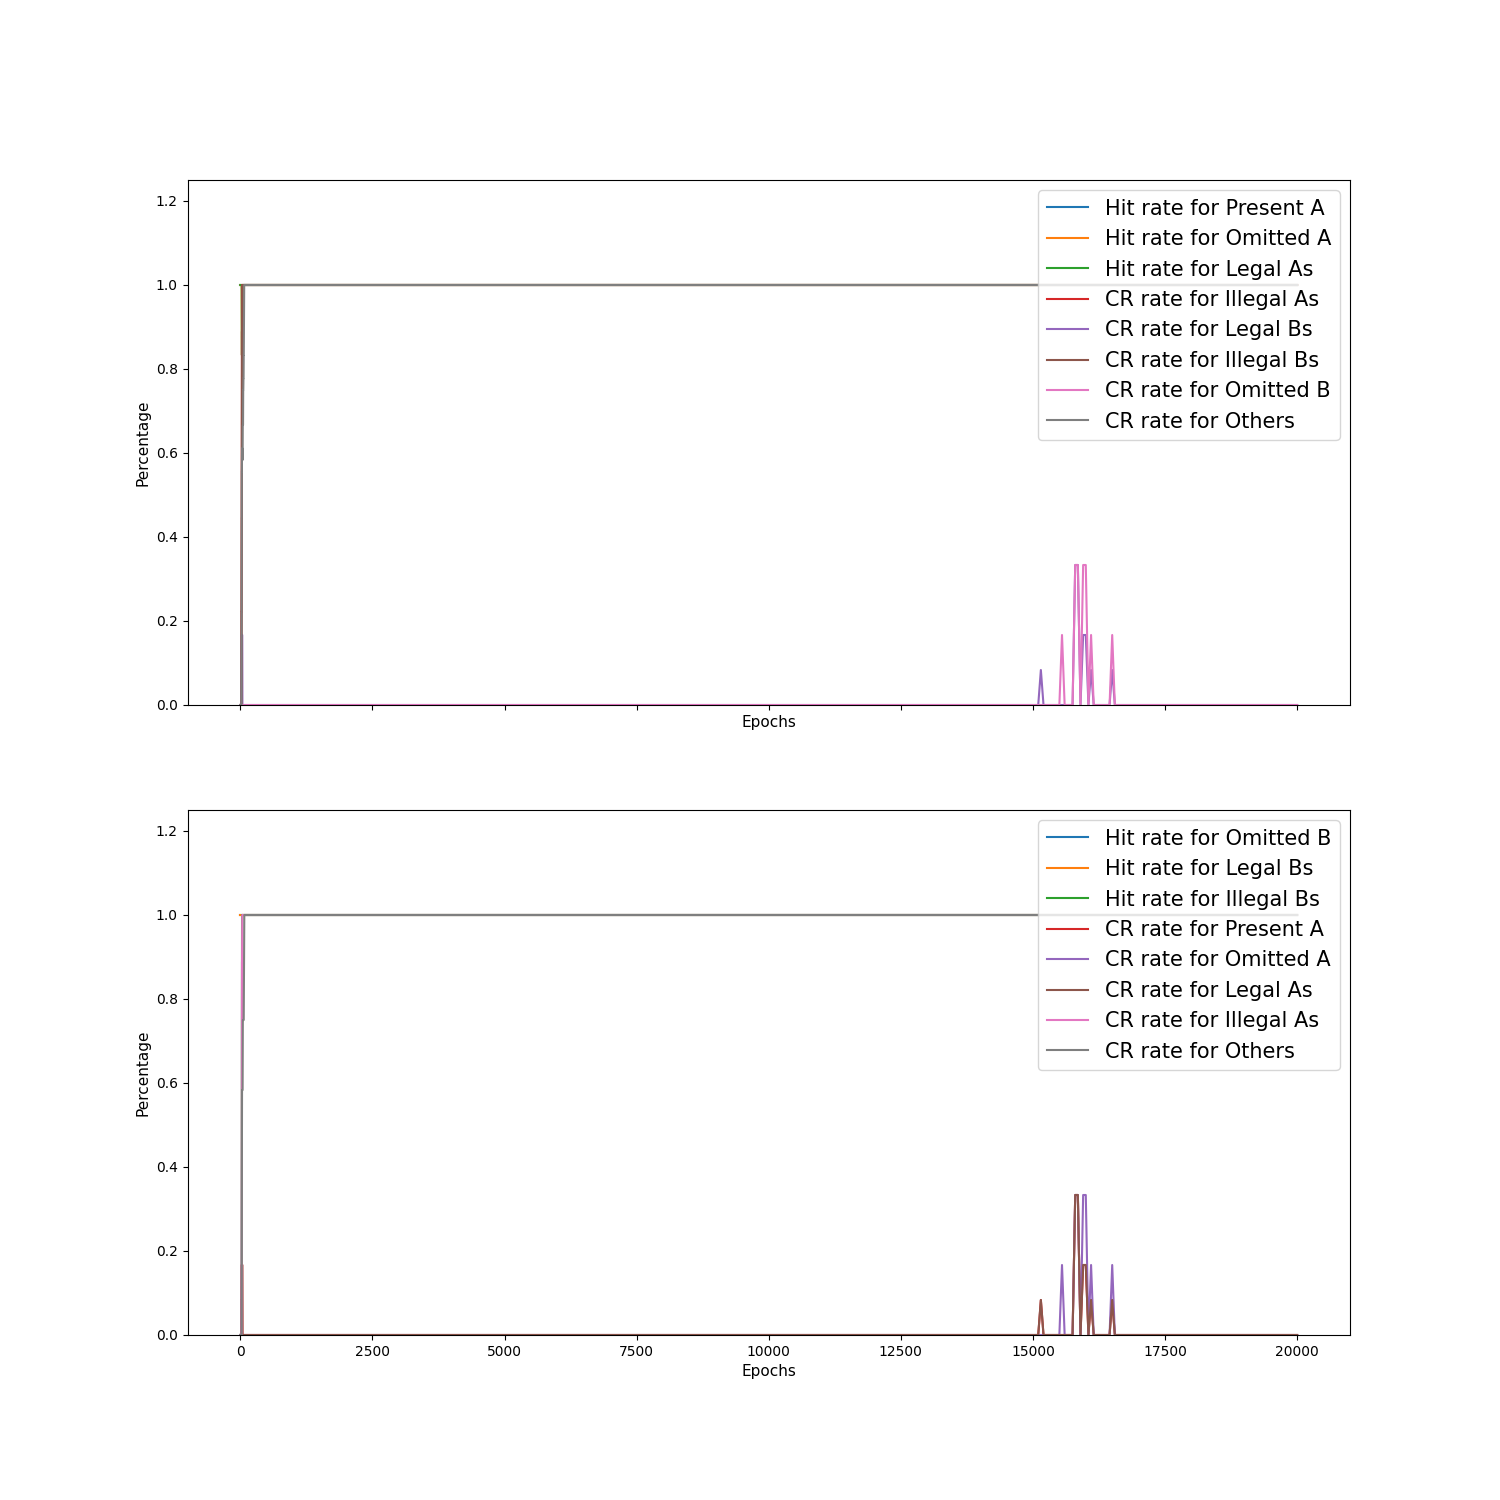 1.2
1.0
0.8
0.6
0.4
0.2
0.0
Percentage
Epochs
Hit rate for Present A
Hit rate for Omitted A
Hit rate for Legal As
CR rate for Illegal As
CR rate for Legal Bs
CR rate for Illegal Bs
CR rate for Omitted B
CR rate for Others
1.2
1.0
0.8
0.6
0.4
0.2
0.0
Percentage
0 2500 5000 7500 10000 12500 15000 17500 20000
Epochs
Hit rate for Omitted B
Hit rate for Legal Bs
Hit rate for Illegal Bs
CR rate for Present A
CR rate for Omitted A
CR rate for Legal As
CR rate for Illegal As
CR rate for Others